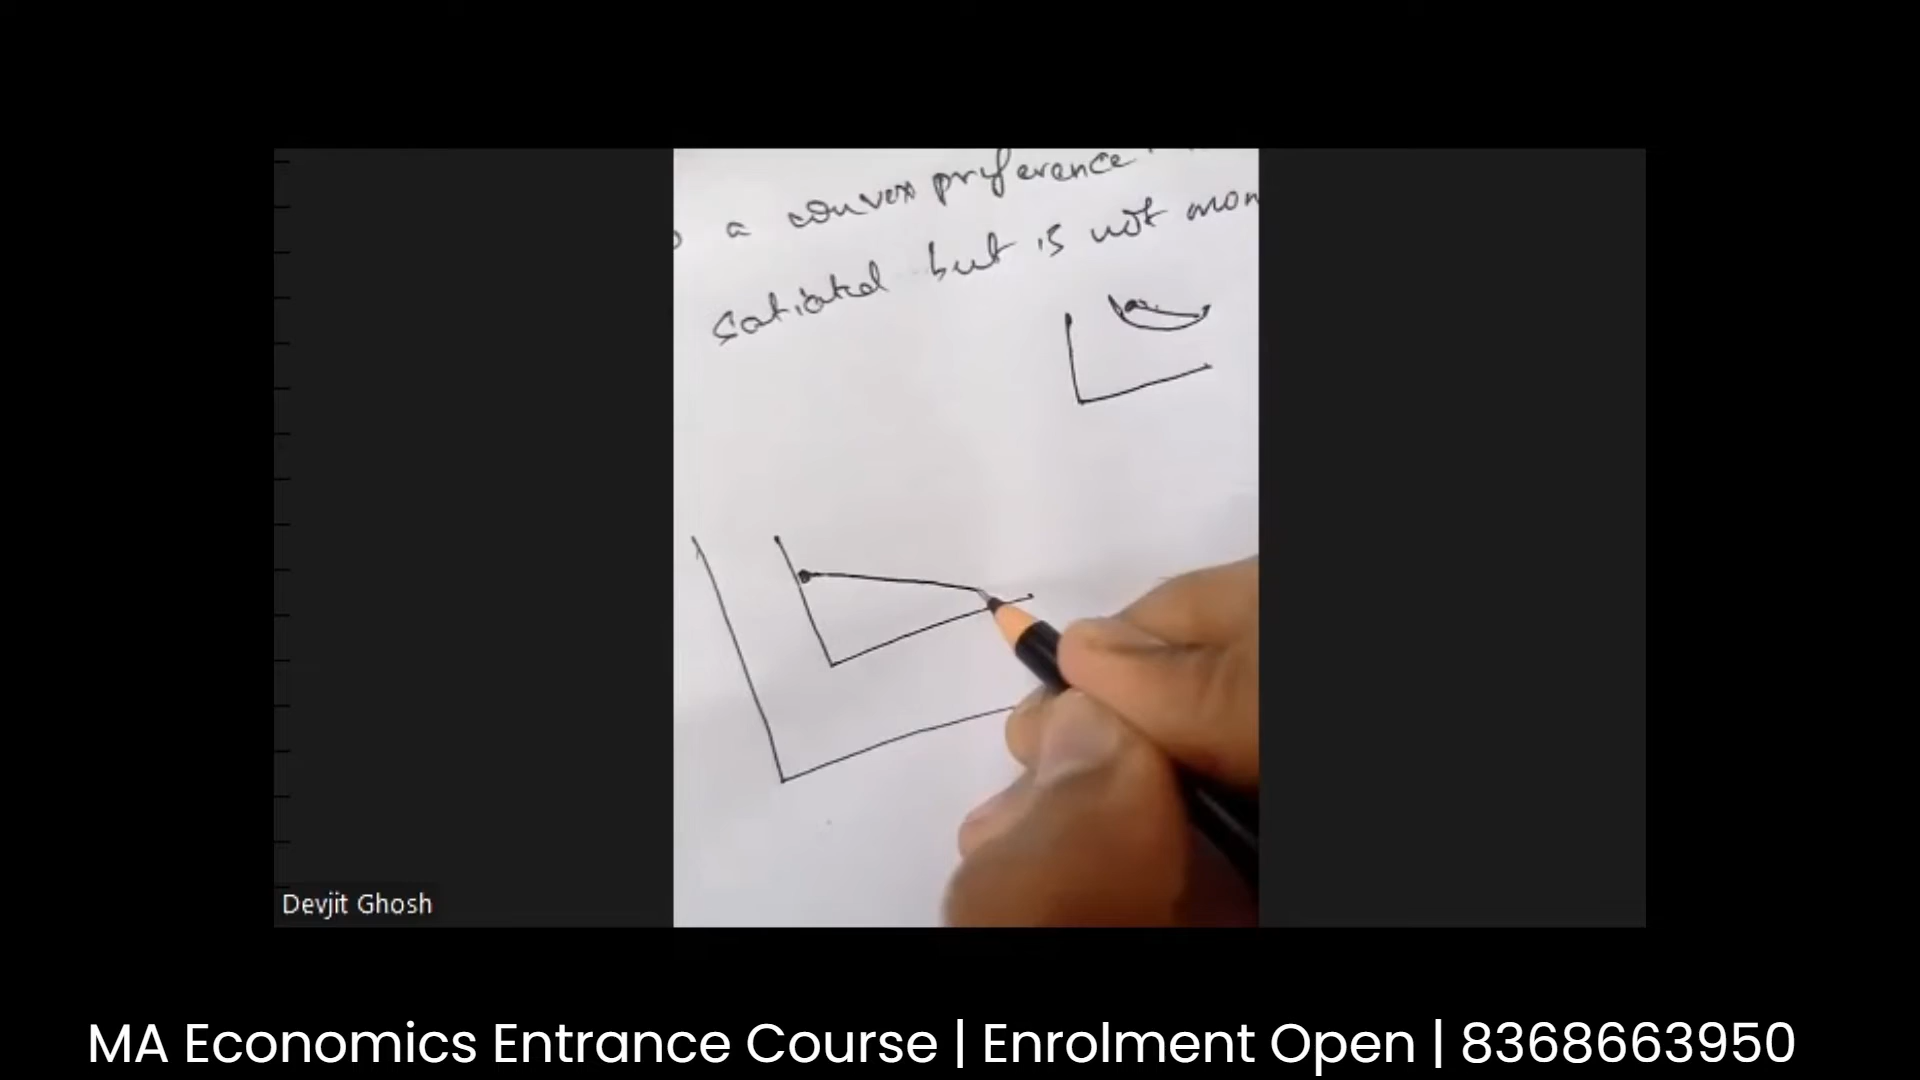 a convex preference
satiated but is not mon
Devjit Ghosh
MA Economics Entrance Course | Enrolment Open | 8368663950